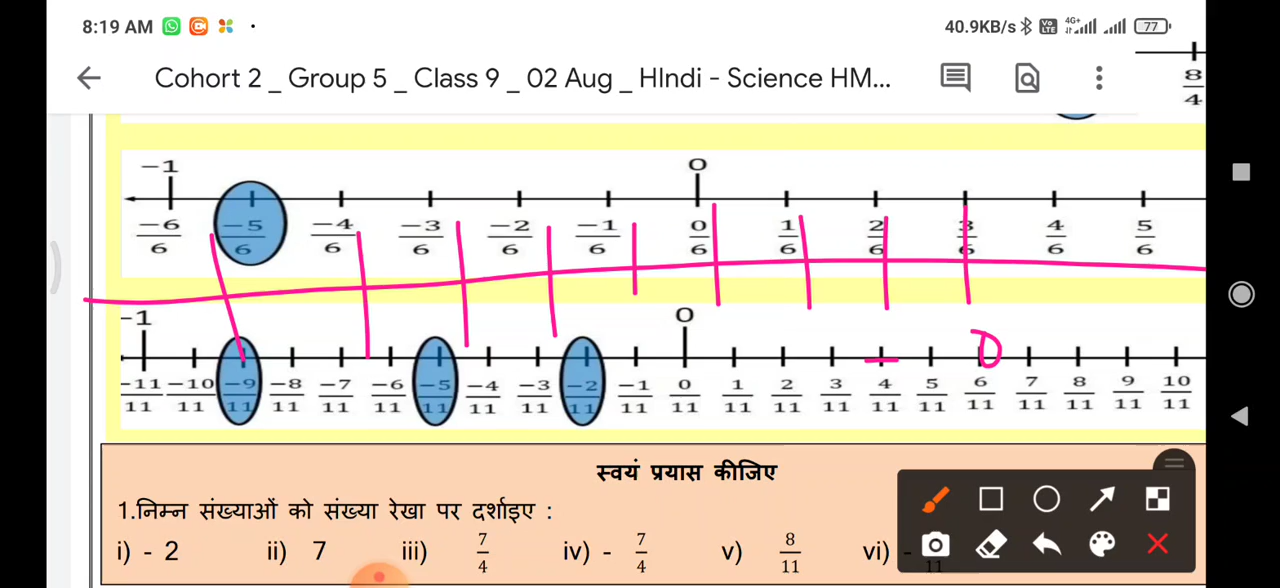 8:19 AM 40.9KB/s Vo LTE 4G+ 77
Cohort 2 _ Group 5 _ Class 9 _ 02 Aug _ HIndi - Science HM...
8/4
-1 0
-6/6 -5/6 -4/6 -3/6 -2/6 -1/6 0/6 1/6 2/6 3/6 4/6 5/6
-1 0
-11/11 -10/11 -9/11 -8/11 -7/11 -6/11 -5/11 -4/11 -3/11 -2/11 -1/11 0/11 1/11 2/11 3/11 4/11 5/11 6/11 7/11 8/11 9/11 10/11
स्वयं प्रयास कीजिए
1.निम्न संख्याओं को संख्या रेखा पर दर्शाइए :
i) - 2 ii) 7 iii) 7/4 iv) - 7/4 v) 8/11 vi) -